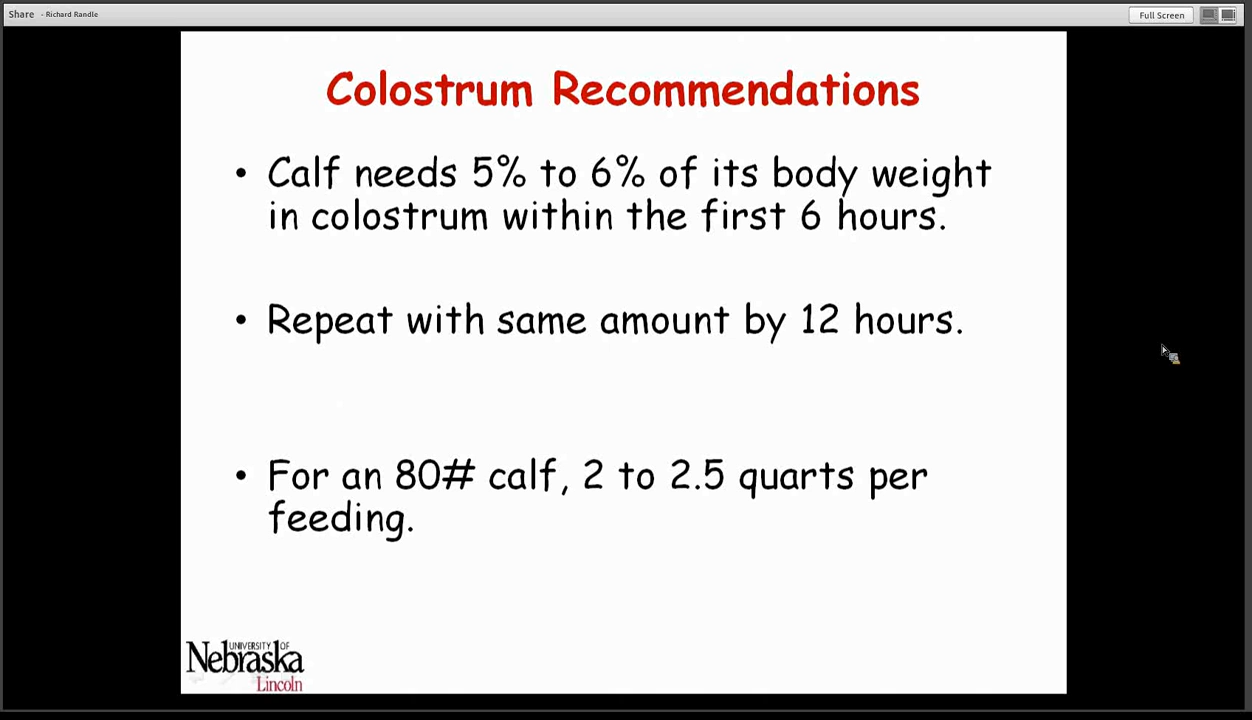 Share - Richard Randle
Full Screen
Colostrum Recommendations
• Calf needs 5% to 6% of its body weight
in colostrum within the first 6 hours.
• Repeat with same amount by 12 hours.
• For an 80# calf, 2 to 2.5 quarts per
feeding.
UNIVERSITY OF
Nebraska
Lincoln